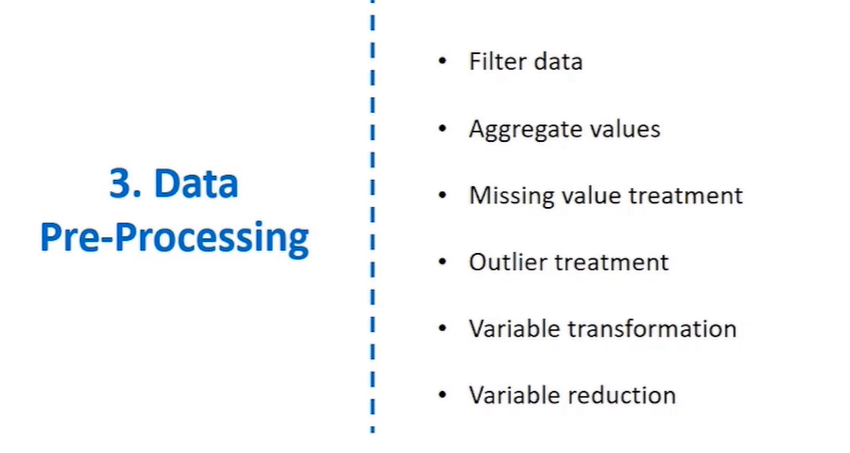 3. Data
Pre-Processing
• Filter data
• Aggregate values
• Missing value treatment
• Outlier treatment
• Variable transformation
• Variable reduction